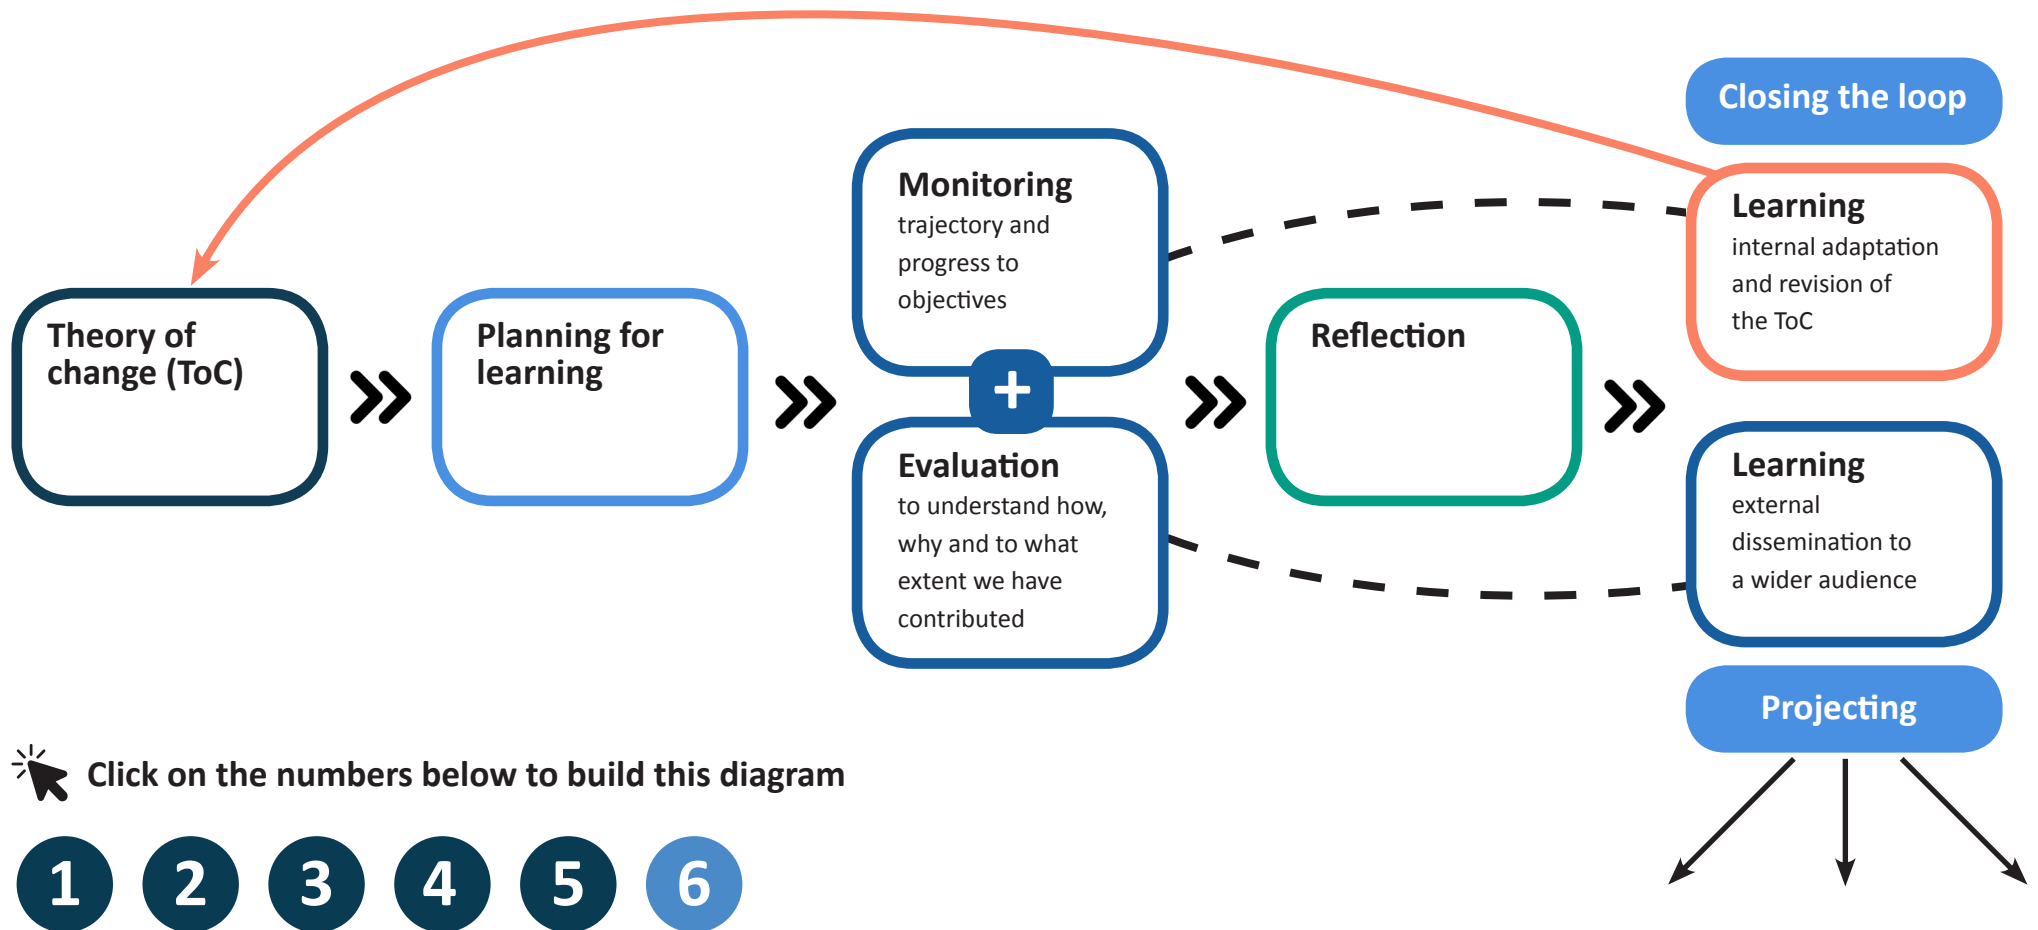 Closing the loop
Theory of
change (ToC)
Planning for
learning
Monitoring
trajectory and
progress to
objectives
+
Evaluation
to understand how,
why and to what
extent we have
contributed
Reflection
Learning
internal adaptation
and revision of
the ToC
Learning
external
dissemination to
a wider audience
Projecting
Click on the numbers below to build this diagram
1 2 3 4 5 6